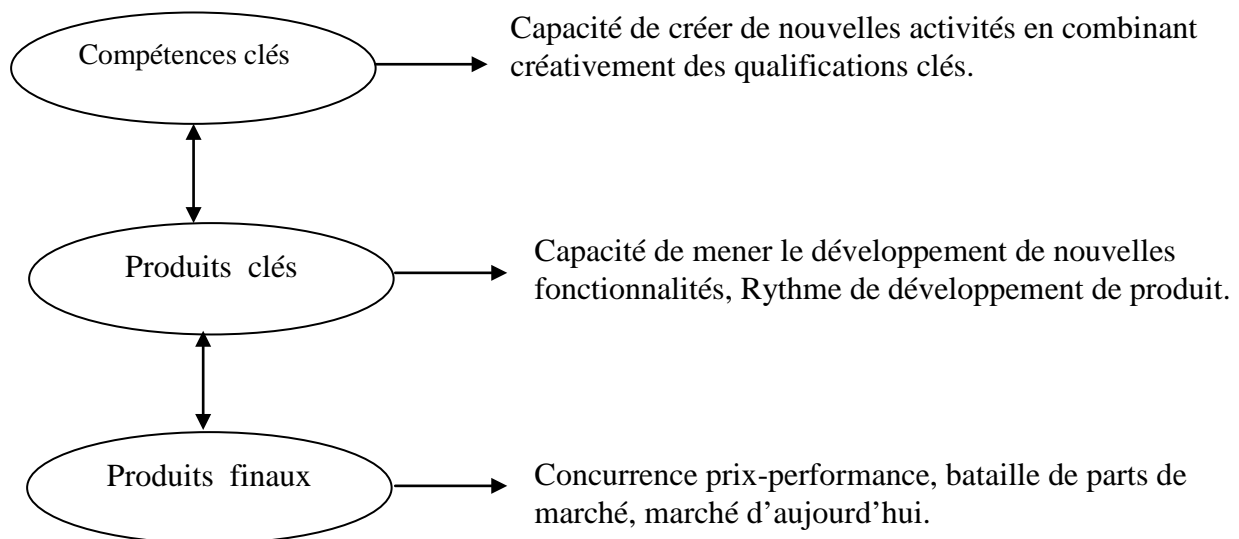 Compétences clés
Capacité de créer de nouvelles activités en combinant
créativement des qualifications clés.
Produits clés
Capacité de mener le développement de nouvelles
fonctionnalités, Rythme de développement de produit.
Produits finaux
Concurrence prix-performance, bataille de parts de
marché, marché d’aujourd’hui.